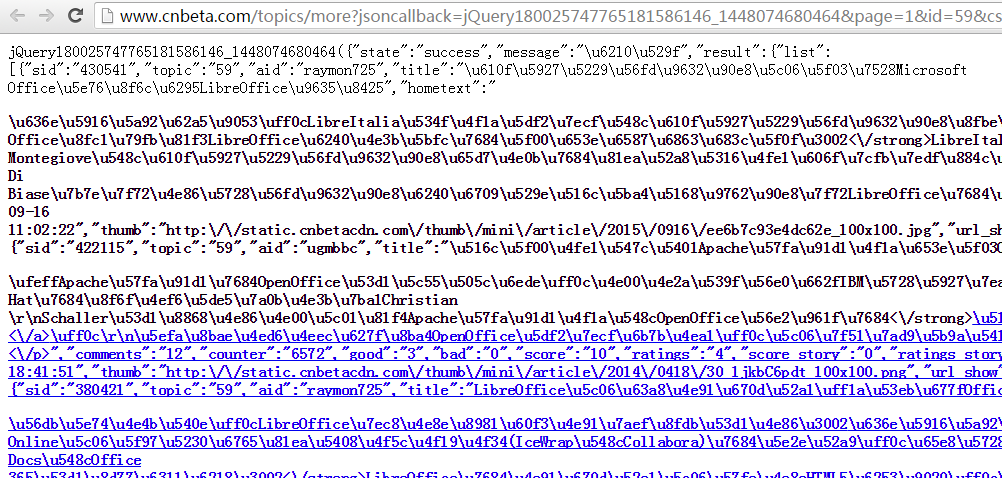 www.cnbeta.com/topics/more?jsoncallback=jQuery180025747765181586146_1448074680464&page=1&id=59&cs
jQuery180025747765181586146_1448074680464({"state":"success","message":"\u6210\u529f","result":{"list":
[{"sid":"430541","topic":"59","aid":"raymon725","title":"\u610f\u5927\u5229\u56fd\u9632\u90e8\u5c06\u5f03\u7528Microsoft
Office\u5e76\u8f6c\u6295LibreOffice\u9635\u8425","hometext":"
\u636e\u5916\u5a92\u62a5\u9053\uff0cLibreItalia\u534f\u4f1a\u5df2\u7ecf\u548c\u610f\u5927\u5229\u56fd\u9632\u90e8\u8fbe\
Office\u8fc1\u79fb\u81f3LibreOffice\u6240\u4e3b\u5bfc\u7684\u5f00\u653e\u6587\u6863\u683c\u5f0f\u3002<\/strong>LibreItal
Montegiove\u548c\u610f\u5927\u5229\u56fd\u9632\u90e8\u65d7\u4e0b\u7684\u81ea\u52a8\u5316\u4fe1\u606f\u7cfb\u7edf\u884c\u
Di
Biase\u7b7e\u7f72\u4e86\u5728\u56fd\u9632\u90e8\u6240\u6709\u529e\u516c\u5ba4\u5168\u9762\u90e8\u7f72LibreOffice\u7684\u
09-16
11:02:22","thumb":"http:\/\/static.cnbetacdn.com\/thumb\/mini\/article\/2015\/0916\/ee6b7c93e4dc62e_100x100.jpg","url_sh
{"sid":"422115","topic":"59","aid":"ugmbbc","title":"\u516c\u5f00\u4fe1\u547c\u5401Apache\u57fa\u91d1\u4f1a\u653e\u5f03O
\ufeffApache\u57fa\u91d1\u7684OpenOffice\u53d1\u5c55\u505c\u6ede\uff0c\u4e00\u4e2a\u539f\u56e0\u662fIBM\u5728\u5927\u7ea
Hat\u7684\u8f6f\u4ef6\u5de5\u7a0b\u4e3b\u7ba1Christian
\r\nSchaller\u53d1\u8868\u4e86\u4e00\u5c01\u81f4Apache\u57fa\u91d1\u4f1a\u548cOpenOffice\u56e2\u961f\u7684<\/strong>\u51
<\/a>\uff0c\r\n\u5efa\u8bae\u4ed6\u4eec\u627f\u8ba4OpenOffice\u5df2\u7ecf\u6b7b\u4ea1\uff0c\u5c06\u7f51\u7ad9\u5b9a\u541
<\/p>","comments":"12","counter":"6572","good":"3","bad":"0","score":"10","ratings":"4","score_story":"0","ratings_story
18:41:51","thumb":"http:\/\/static.cnbetacdn.com\/thumb\/mini\/article\/2014\/0418\/30_1jkbC6pdt_100x100.png","url_show"
{"sid":"380421","topic":"59","aid":"raymon725","title":"LibreOffice\u5c06\u63a8\u4e91\u670d\u52a1\uff1a\u53eb\u677fOffic
\u56db\u5e74\u4e4b\u540e\uff0cLibreOffice\u7ec8\u4e8e\u8981\u60f3\u4e91\u7aef\u8fdb\u53d1\u4e86\u3002\u636e\u5916\u5a92\
Online\u5c06\u5f97\u5230\u6765\u81ea\u5408\u4f5c\u4f19\u4f34(IceWrap\u548cCollabora)\u7684\u5e2e\u52a9\uff0c\u65e8\u5728
Docs\u548cOffice